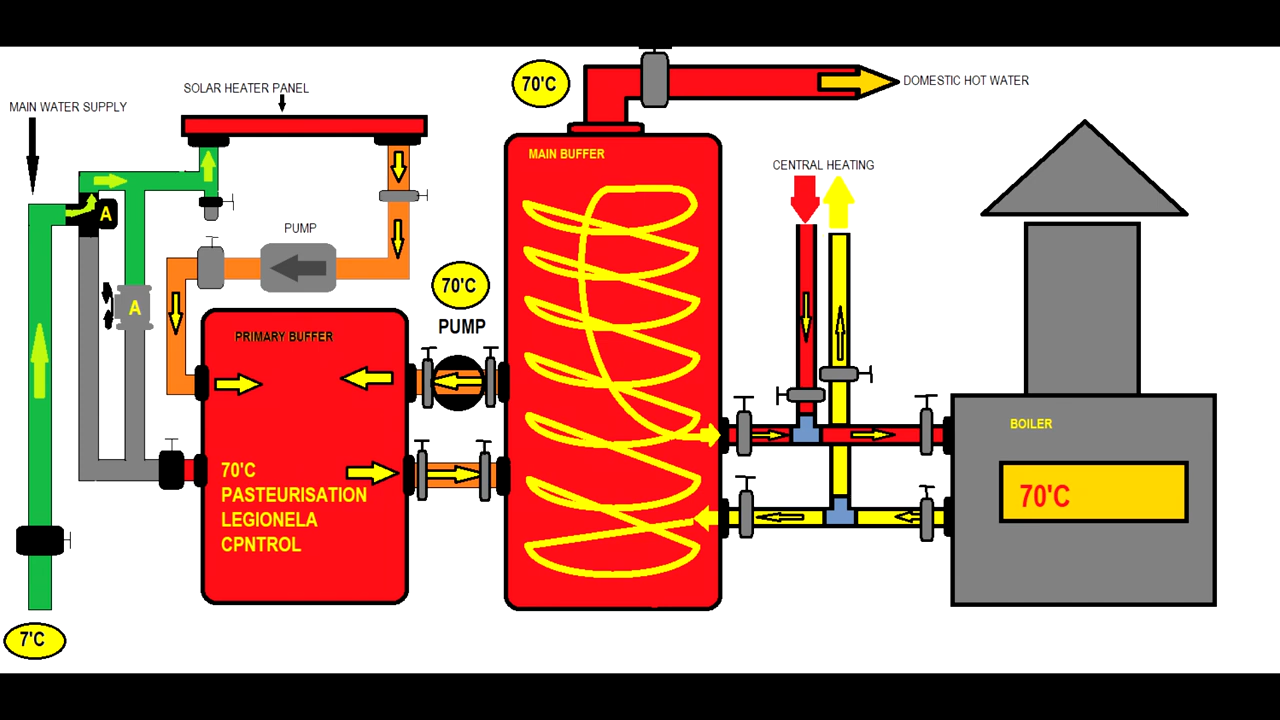 70'C
DOMESTIC HOT WATER
SOLAR HEATER PANEL
MAIN WATER SUPPLY
MAIN BUFFER
CENTRAL HEATING
A
PUMP
70'C
A
PUMP
PRIMARY BUFFER
BOILER
70'C
PASTEURISATION
LEGIONELA
CPNTROL
70'C
7'C